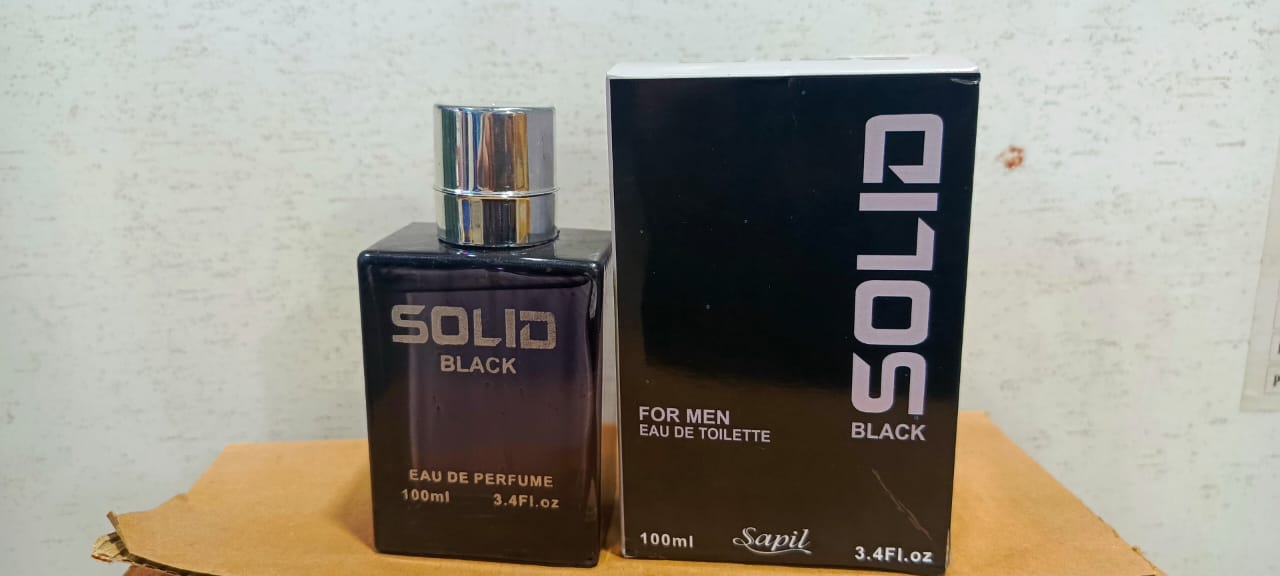 SOLID
BLACK
EAU DE PERFUME
100ml 3.4Fl.oz
SOLID
BLACK
FOR MEN
EAU DE TOILETTE
100ml Sapil 3.4Fl.oz